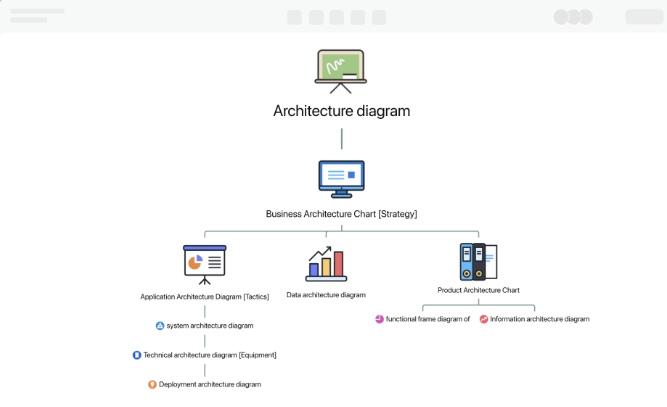 Architecture diagram
Business Architecture Chart [Strategy]
Application Architecture Diagram [Tactics]
Data architecture diagram
Product Architecture Chart
system architecture diagram
functional frame diagram of
Information architecture diagram
Technical architecture diagram [Equipment]
Deployment architecture diagram